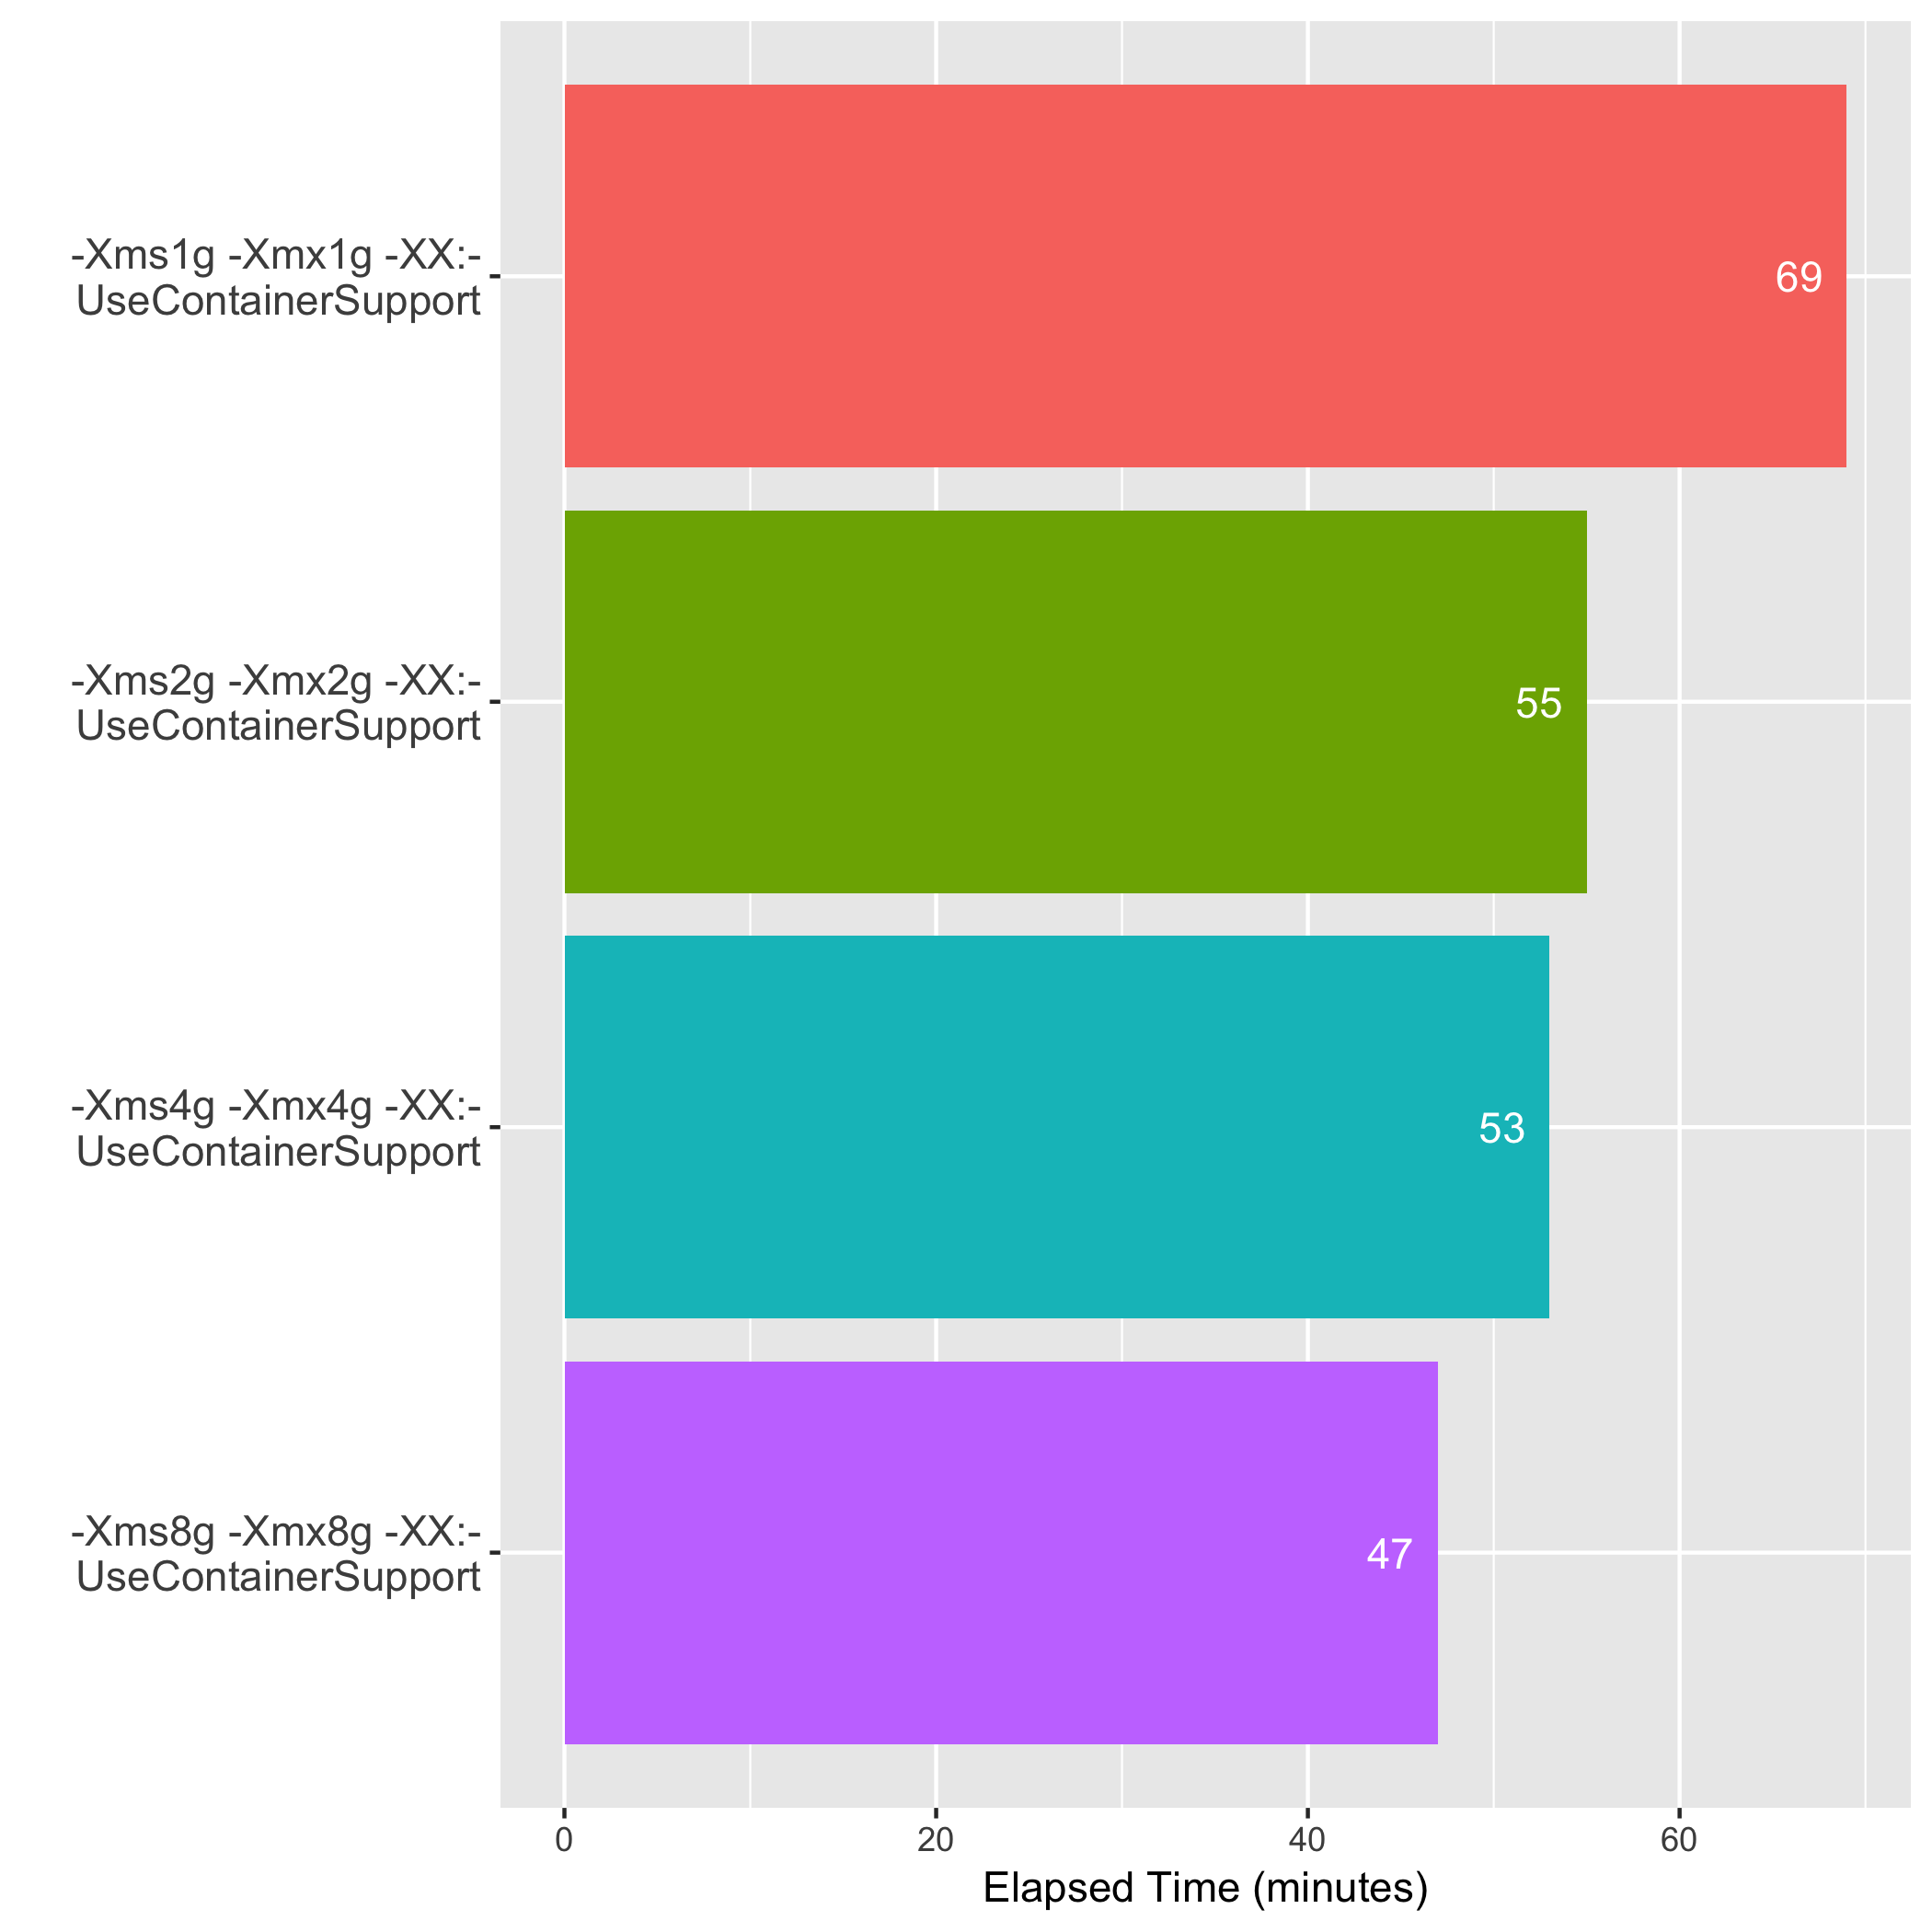 -Xms1g -Xmx1g -XX:-
UseContainerSupport
69
-Xms2g -Xmx2g -XX:-
UseContainerSupport
55
-Xms4g -Xmx4g -XX:-
UseContainerSupport
53
-Xms8g -Xmx8g -XX:-
UseContainerSupport
47
0 20 40 60
Elapsed Time (minutes)